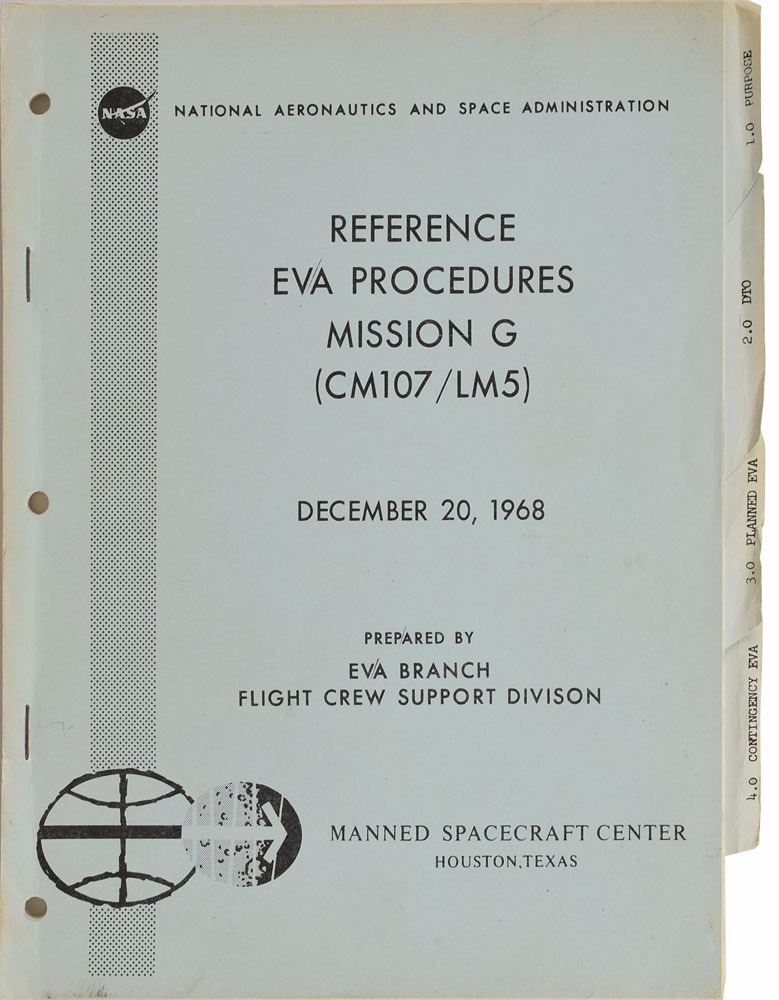 NASA
NATIONAL AERONAUTICS AND SPACE ADMINISTRATION
REFERENCE
EVA PROCEDURES
MISSION G
(CM107/LM5)
DECEMBER 20, 1968
PREPARED BY
EVA BRANCH
FLIGHT CREW SUPPORT DIVISON
MANNED SPACECRAFT CENTER
HOUSTON,TEXAS
1.0 PURPOSE
2.0 DTO
3.0 PLANNED EVA
4.0 CONTINGENCY EVA